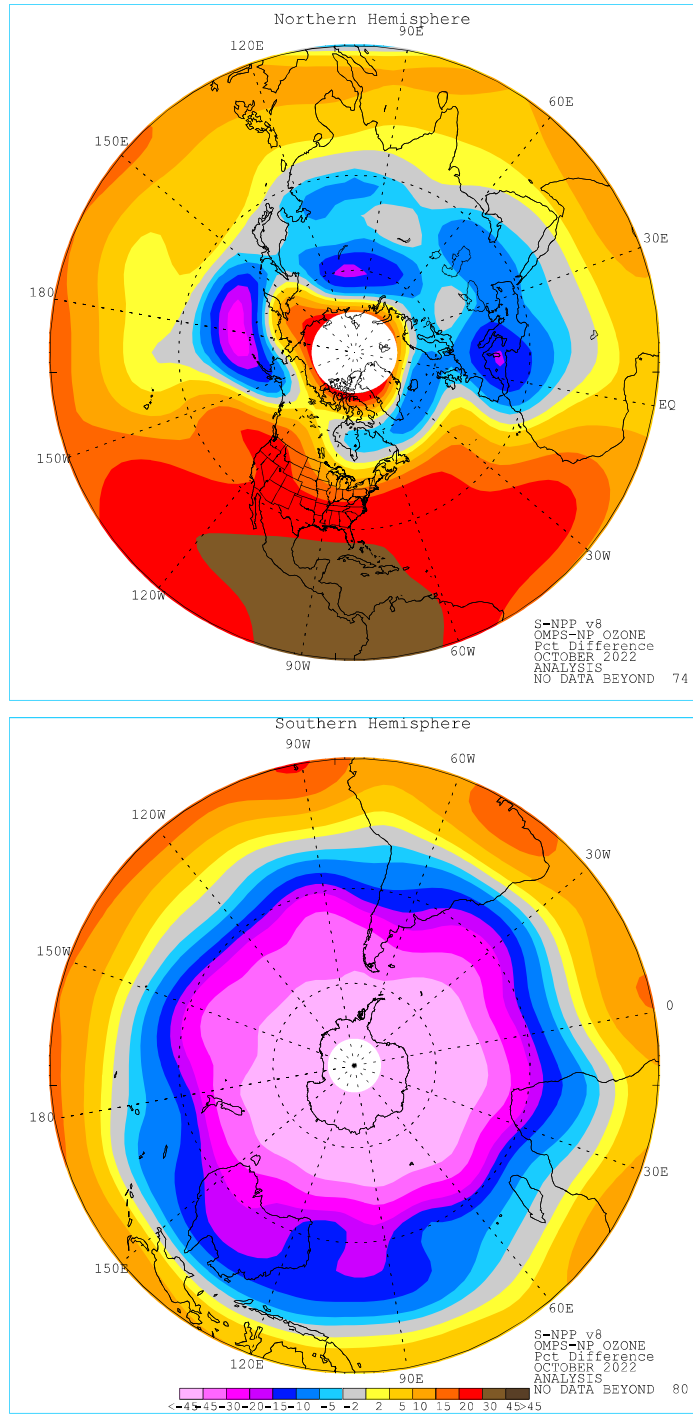 Northern Hemisphere
90E
120E
60E
150E
30E
180
EQ
150W
30W
120W
60W
90W
S-NPP v8
OMPS-NP OZONE
Pct Difference
OCTOBER 2022
ANALYSIS
NO DATA BEYOND 74
Southern Hemisphere
90W
60W
120W
30W
150W
0
180
30E
150E
60E
120E
90E
S-NPP v8
OMPS-NP OZONE
Pct Difference
OCTOBER 2022
ANALYSIS
NO DATA BEYOND 80
<-45 -45 -30 -20 -15 -10 -5 -2 2 5 10 15 20 30 45 >45